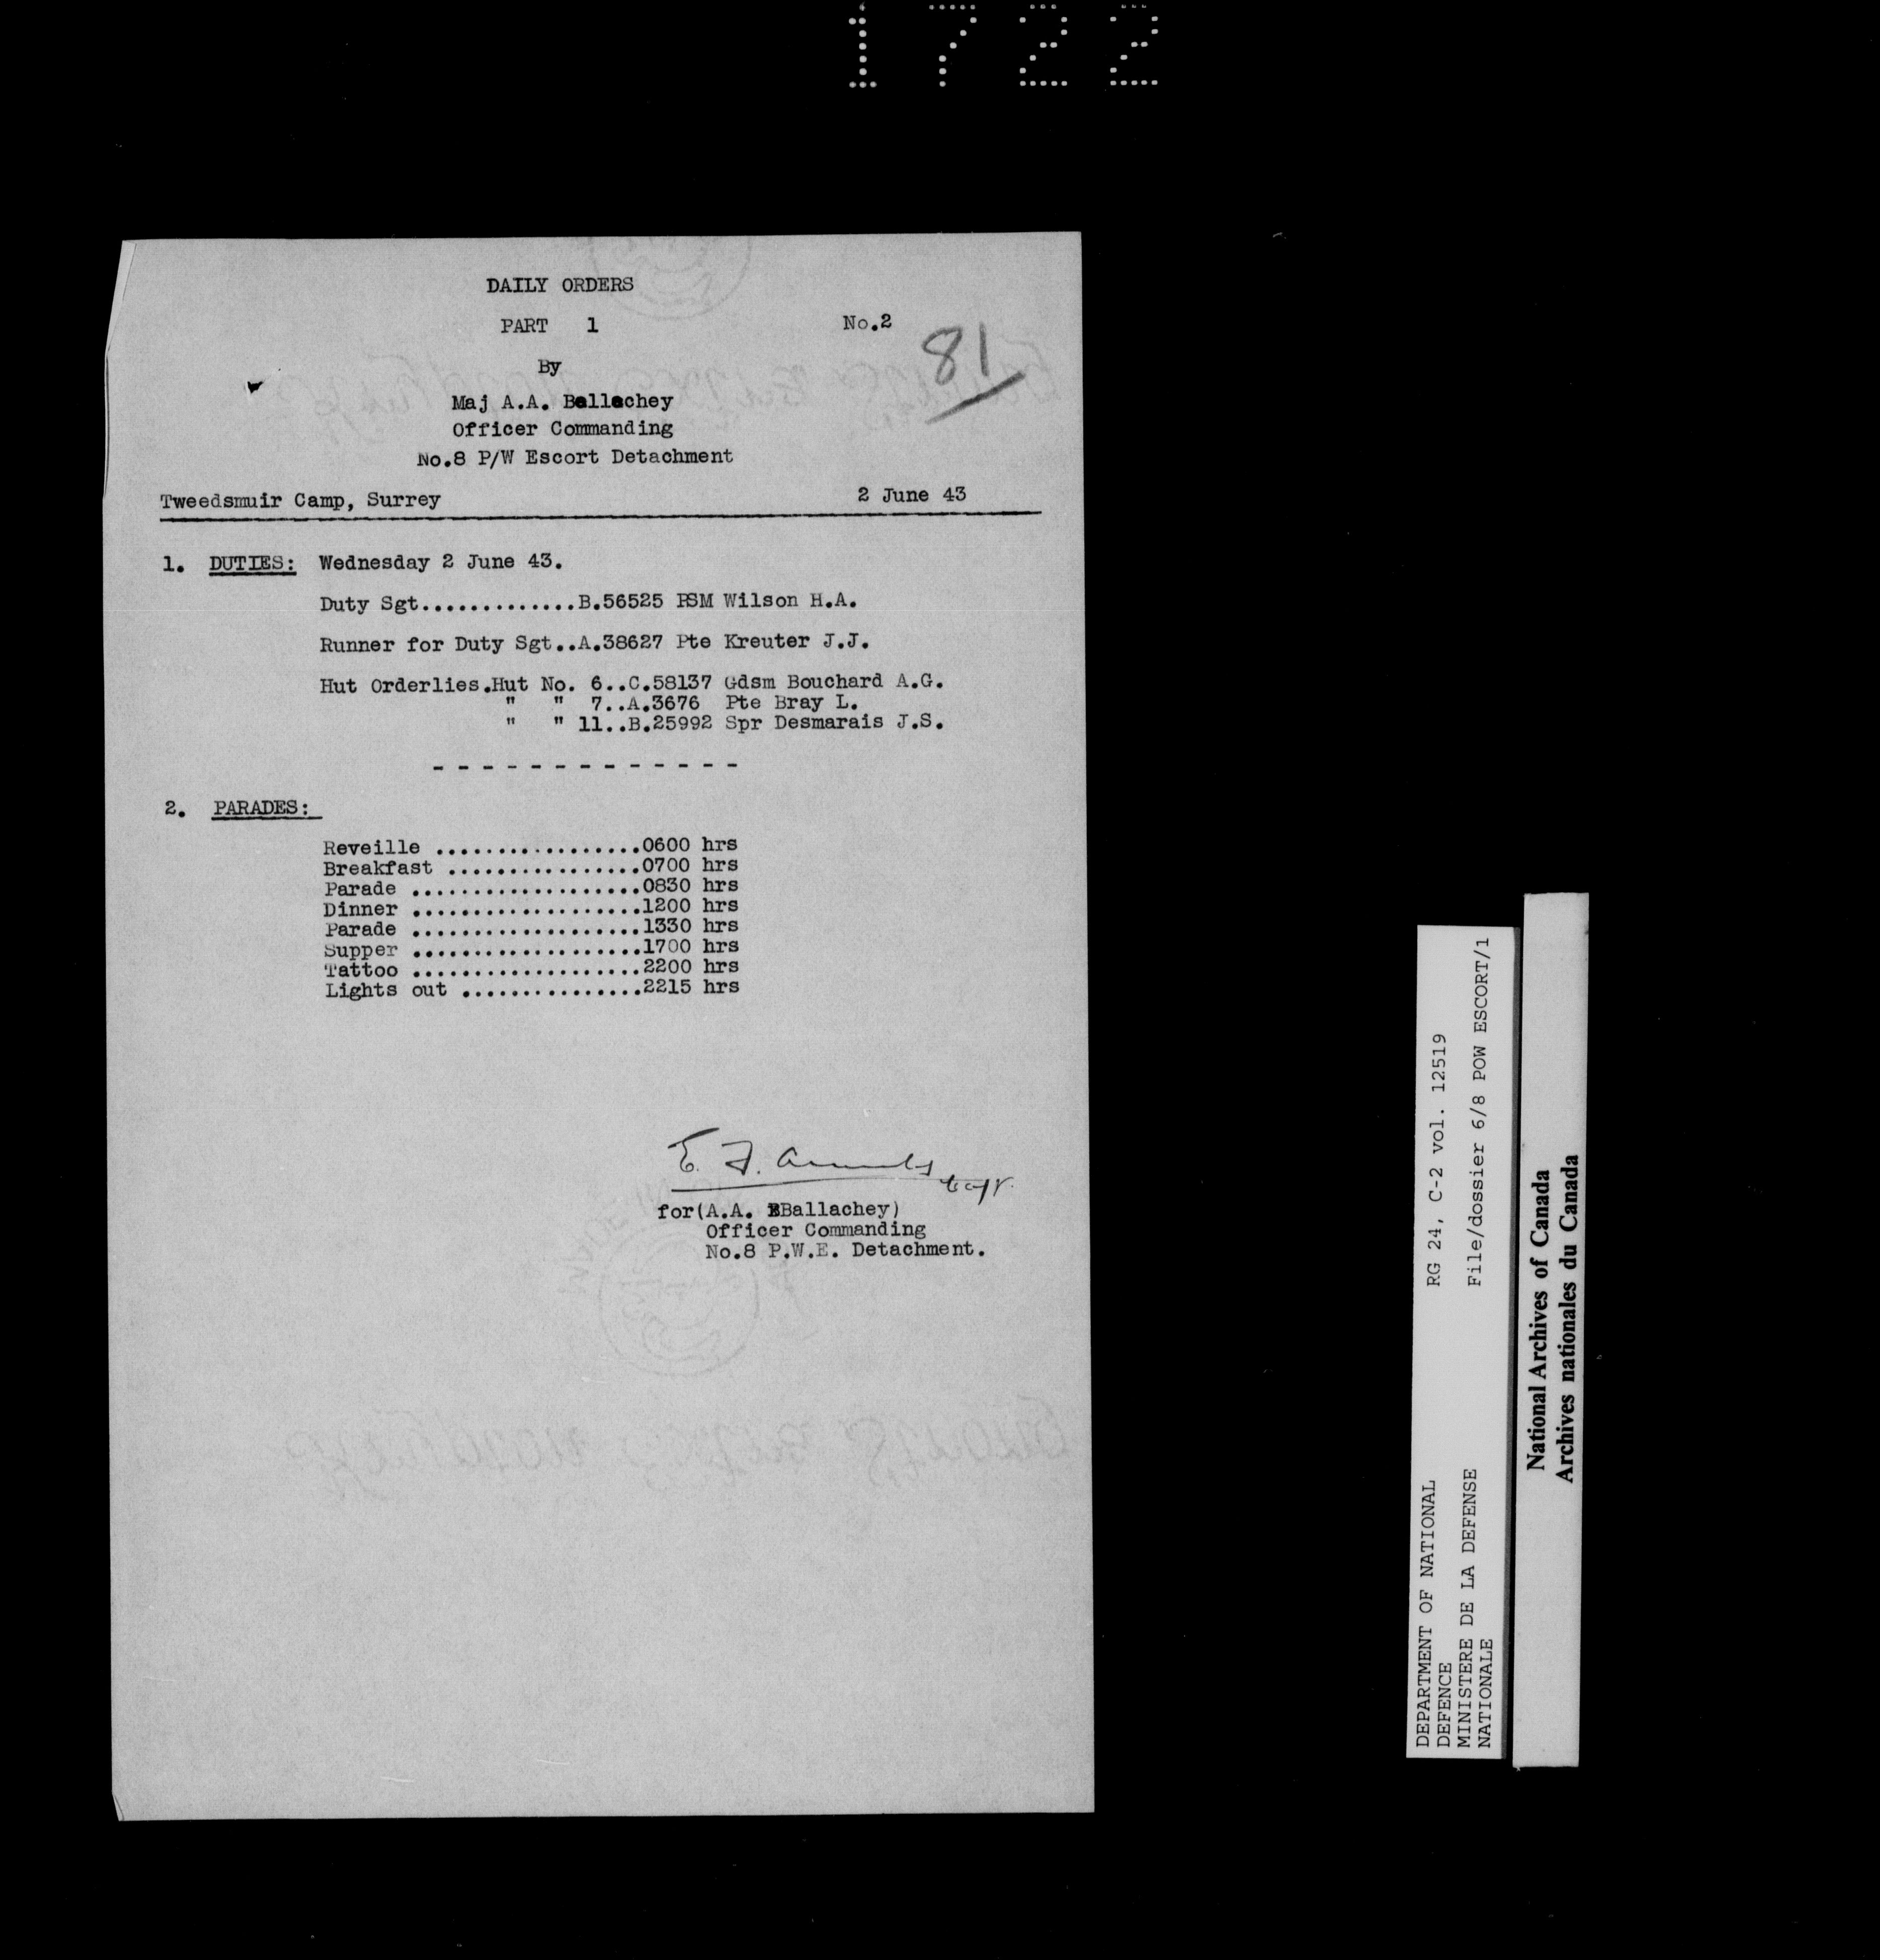 1722
DAILY ORDERS
PART 1 No.2
81
By
Maj A.A. Ballachey
Officer Commanding
No.8 P/W Escort Detachment
Tweedsmuir Camp, Surrey 2 June 43
1. DUTIES: Wednesday 2 June 43.
Duty Sgt.............B.56525 PSM Wilson H.A.
Runner for Duty Sgt..A.38627 Pte Kreuter J.J.
Hut Orderlies.Hut No. 6..C.58137 Gdsm Bouchard A.G.
" " 7..A.3676 Pte Bray L.
" " 11..B.25992 Spr Desmarais J.S.
- - - - - - - - - - - - -
2. PARADES:
Reveille .................0600 hrs
Breakfast ................0700 hrs
Parade ...................0830 hrs
Dinner ...................1200 hrs
Parade ...................1330 hrs
Supper ...................1700 hrs
Tattoo ...................2200 hrs
Lights out ...............2215 hrs
E. F. Capt.
for(A.A. Ballachey)
Officer Commanding
No.8 P.W.E. Detachment.
DEPARTMENT OF NATIONAL
DEFENCE
MINISTERE DE LA DEFENSE
NATIONALE
RG 24, C-2 vol. 12519
File/dossier 6/8 POW ESCORT/1
National Archives of Canada
Archives nationales du Canada